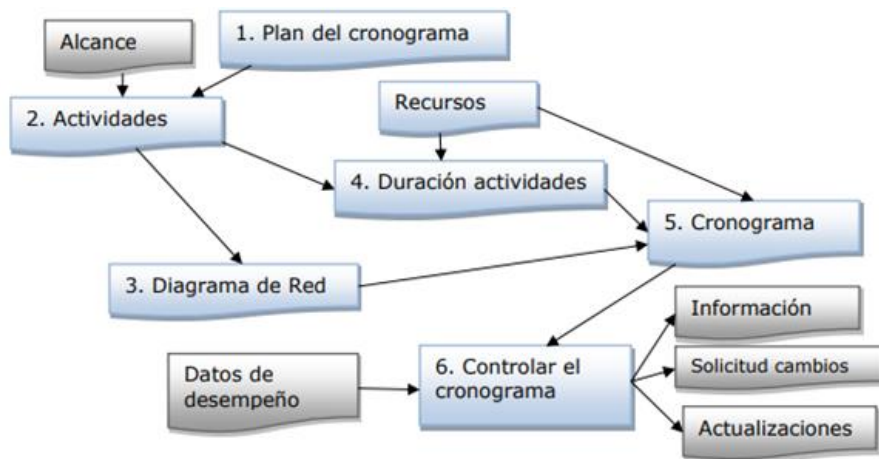 Alcance
1. Plan del cronograma
2. Actividades
Recursos
4. Duración actividades
5. Cronograma
3. Diagrama de Red
Información
Datos de
desempeño
6. Controlar el
cronograma
Solicitud cambios
Actualizaciones